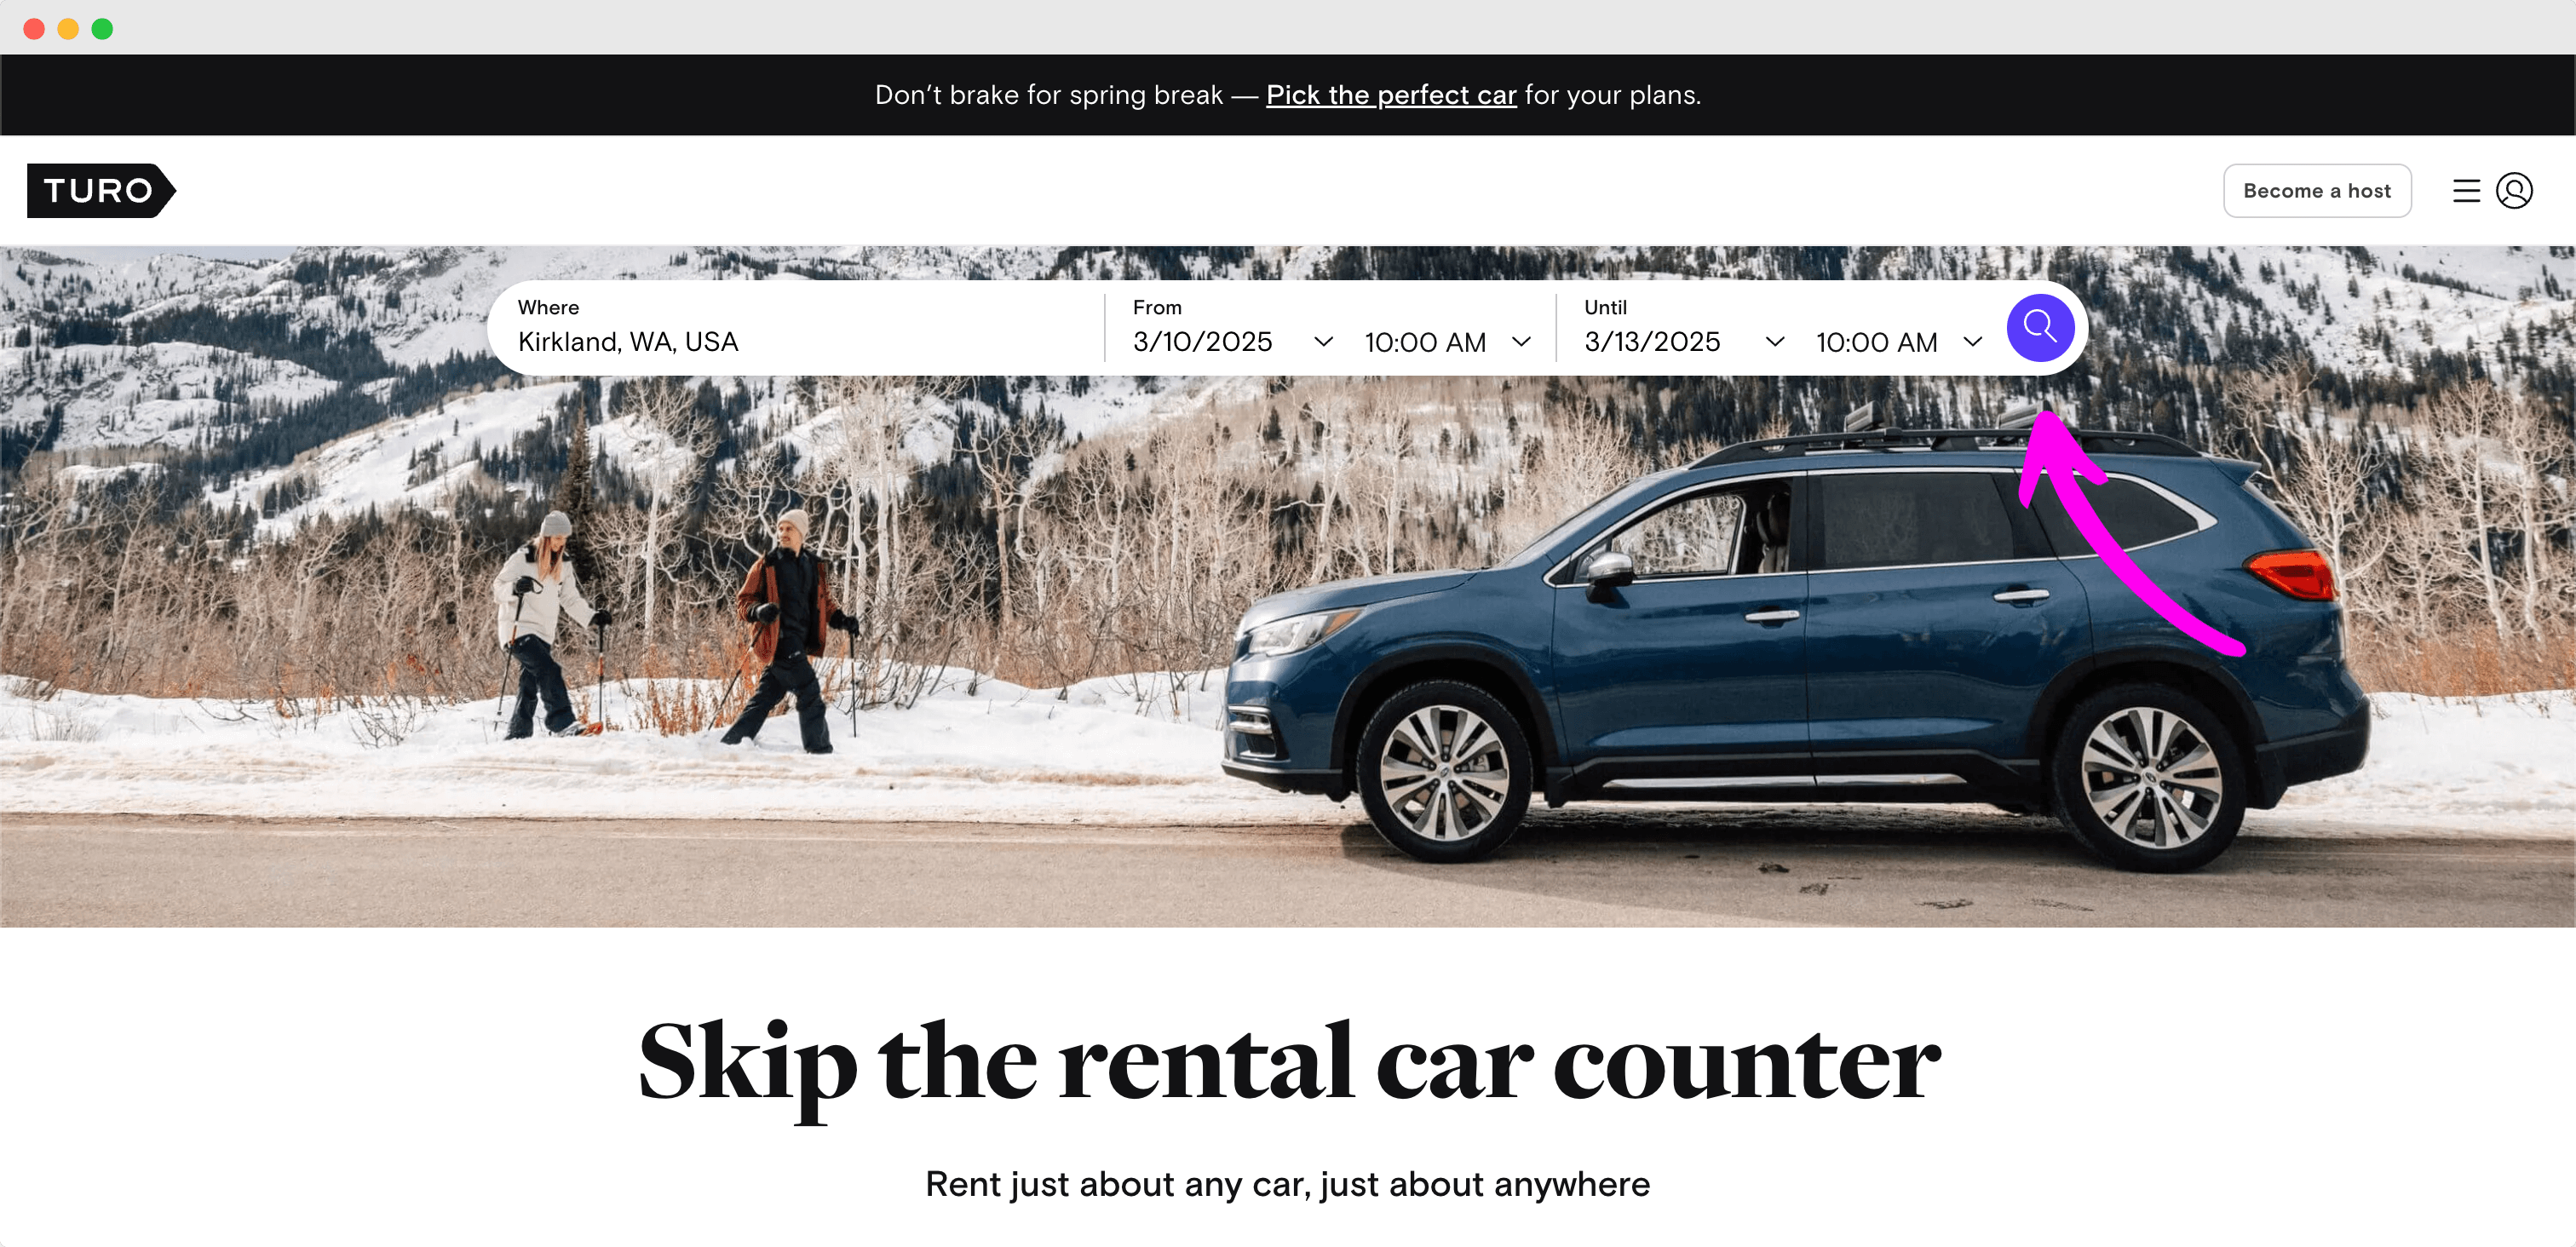 Don't brake for spring break — Pick the perfect car for your plans.
TURO
Become a host
Where
Kirkland, WA, USA
From
3/10/2025 10:00 AM
Until
3/13/2025 10:00 AM
Skip the rental car counter
Rent just about any car, just about anywhere